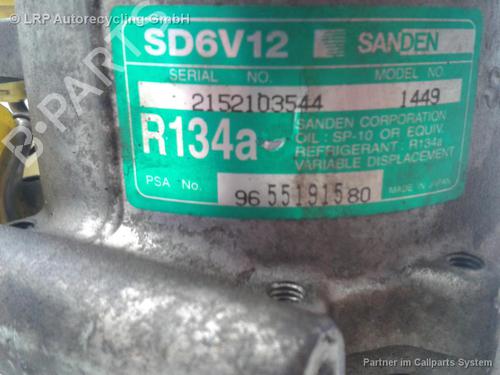 © LRP Autorecycling GmbH
SD6V12 SANDEN
SERIAL NO. MODEL NO.
2152103544 1449
R134a
SANDEN CORPORATION
OIL : SP-10 OR EQUIV.
REFRIGERANT : R134a
VARIABLE DISPLACEMENT
PSA No. 96 551915 80 MADE IN JAPAN
B-PARTS
Partner im Callparts System